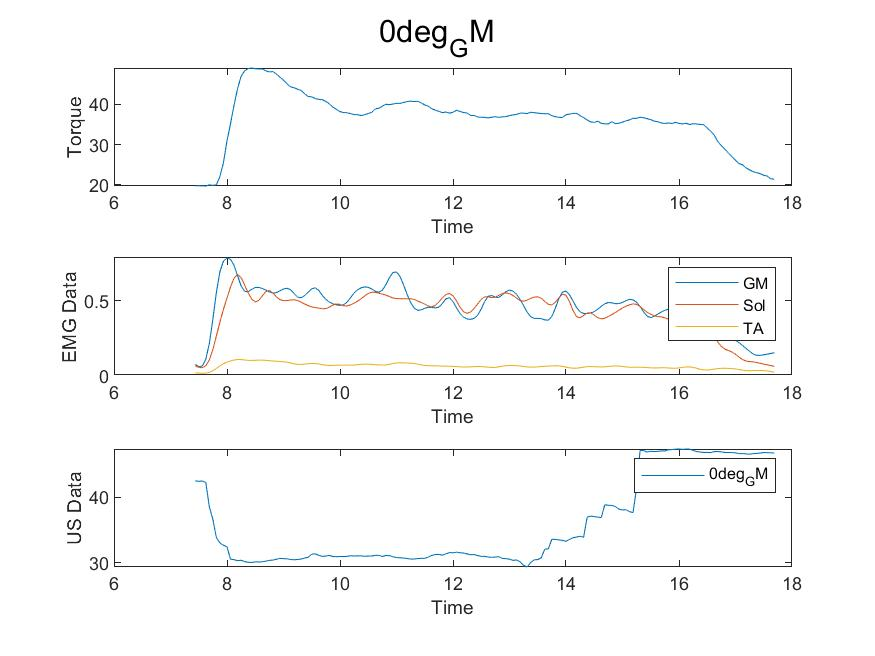 0deg_GM
Torque
40
30
20
6 8 10 12 14 16 18
Time
EMG Data
0.5
0
GM
Sol
TA
6 8 10 12 14 16 18
Time
US Data
40
30
0deg_GM
6 8 10 12 14 16 18
Time